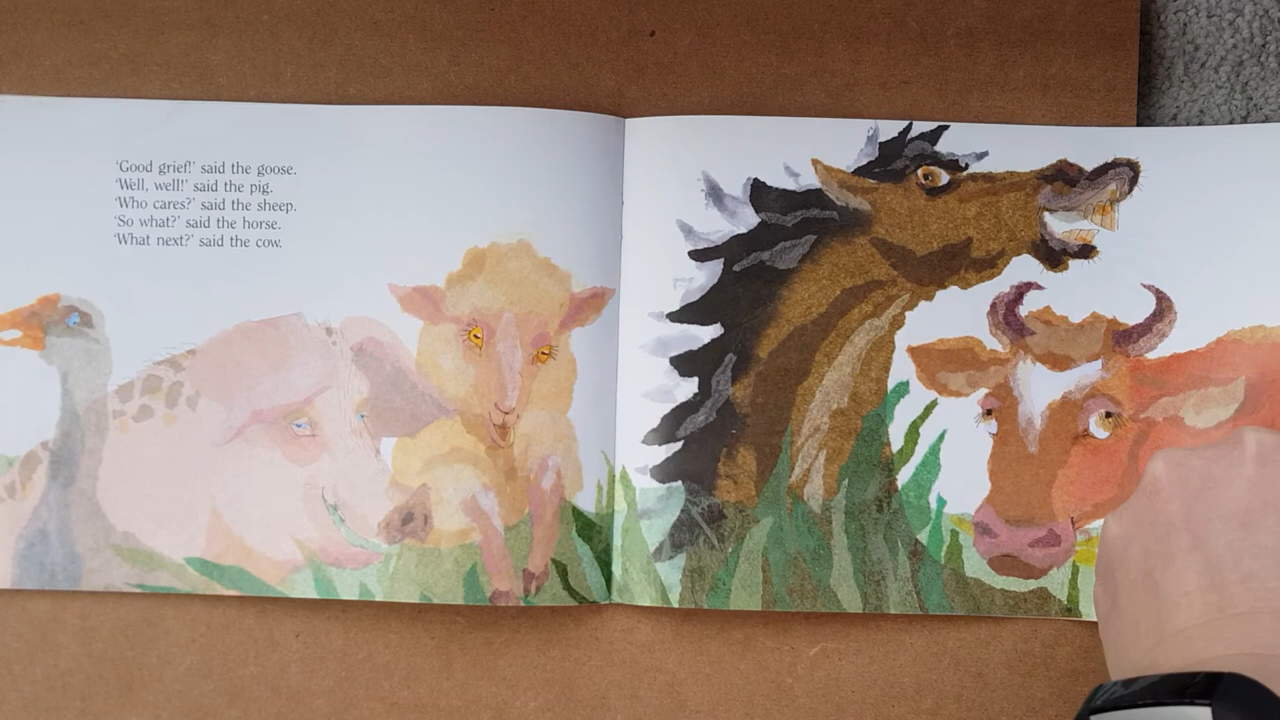 ‘Good grief!’ said the goose.
‘Well, well!’ said the pig.
‘Who cares?’ said the sheep.
‘So what?’ said the horse.
‘What next?’ said the cow.